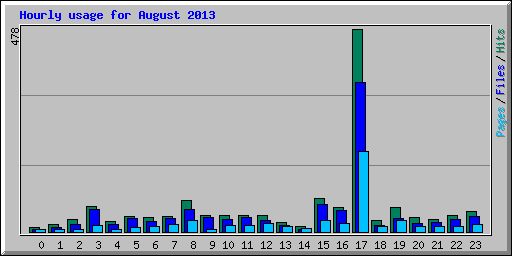 Hourly usage for August 2013
478
Pages / Files / Hits
0 1 2 3 4 5 6 7 8 9 10 11 12 13 14 15 16 17 18 19 20 21 22 23